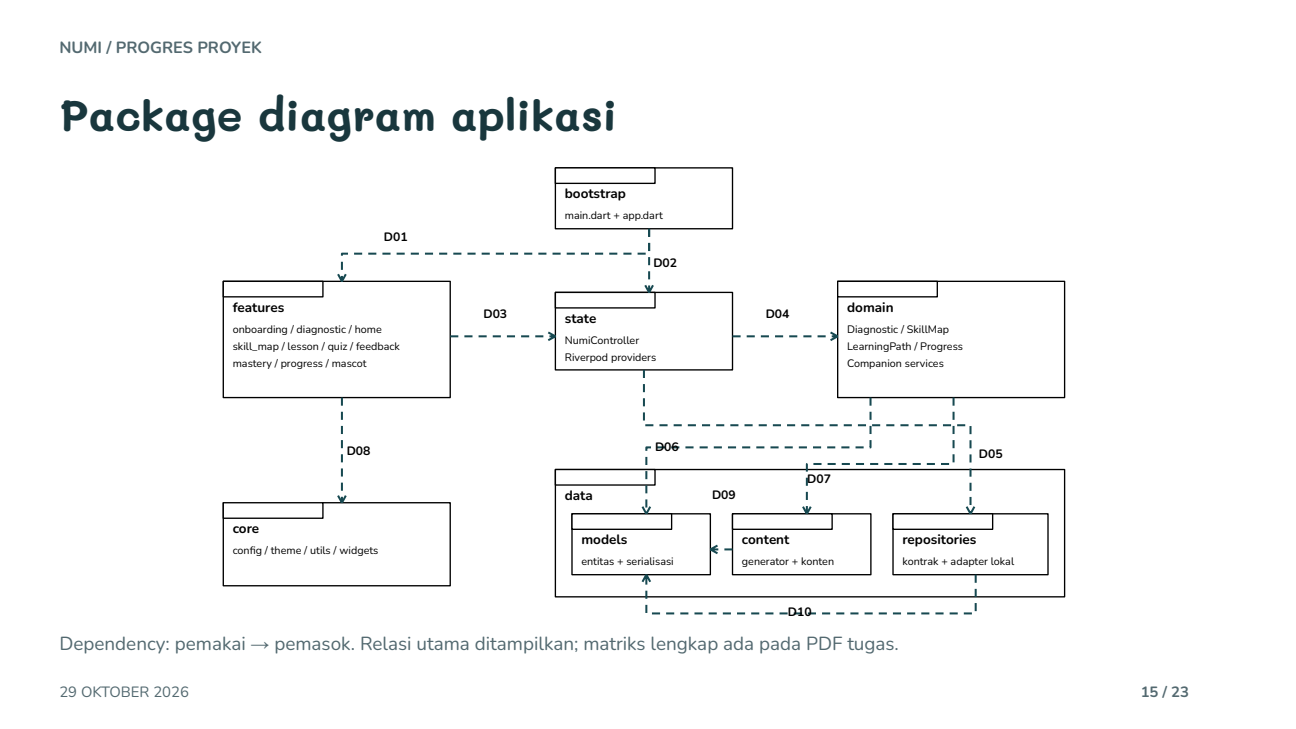 NUMI / PROGRES PROYEK
Package diagram aplikasi
bootstrap
main.dart + app.dart
D01
D02
features
onboarding / diagnostic / home
skill_map / lesson / quiz / feedback
mastery / progress / mascot
D03
state
NumiController
Riverpod providers
D04
domain
Diagnostic / SkillMap
LearningPath / Progress
Companion services
D08
D06
D05
D07
data
D09
core
config / theme / utils / widgets
models
entitas + serialisasi
content
generator + konten
repositories
kontrak + adapter lokal
D10
Dependency: pemakai → pemasok. Relasi utama ditampilkan; matriks lengkap ada pada PDF tugas.
29 OKTOBER 2026
15 / 23